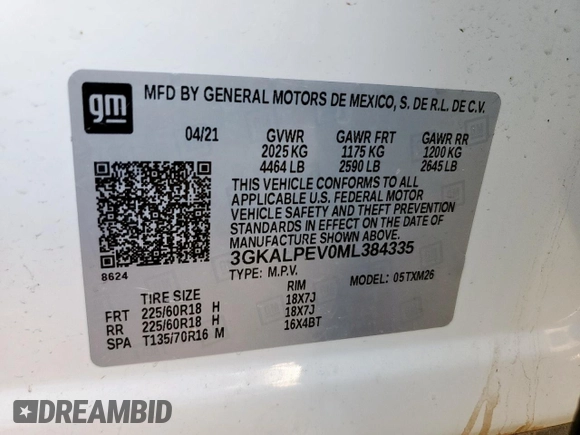 gm
MFD BY GENERAL MOTORS DE MEXICO, S. DE R.L. DE C.V.
04/21 GVWR GAWR FRT GAWR RR
2025 KG 1175 KG 1200 KG
4464 LB 2590 LB 2645 LB
THIS VEHICLE CONFORMS TO ALL
APPLICABLE U.S. FEDERAL MOTOR
VEHICLE SAFETY AND THEFT PREVENTION
STANDARDS IN EFFECT ON THE DATE OF
MANUFACTURE SHOWN ABOVE.
3GKALPEV0ML384335
8624
TYPE: M.P.V. MODEL: 05TXM26
TIRE SIZE RIM
FRT 225/60R18 H 18X7J
RR 225/60R18 H 18X7J
SPA T135/70R16 M 16X4BT
DREAMBID